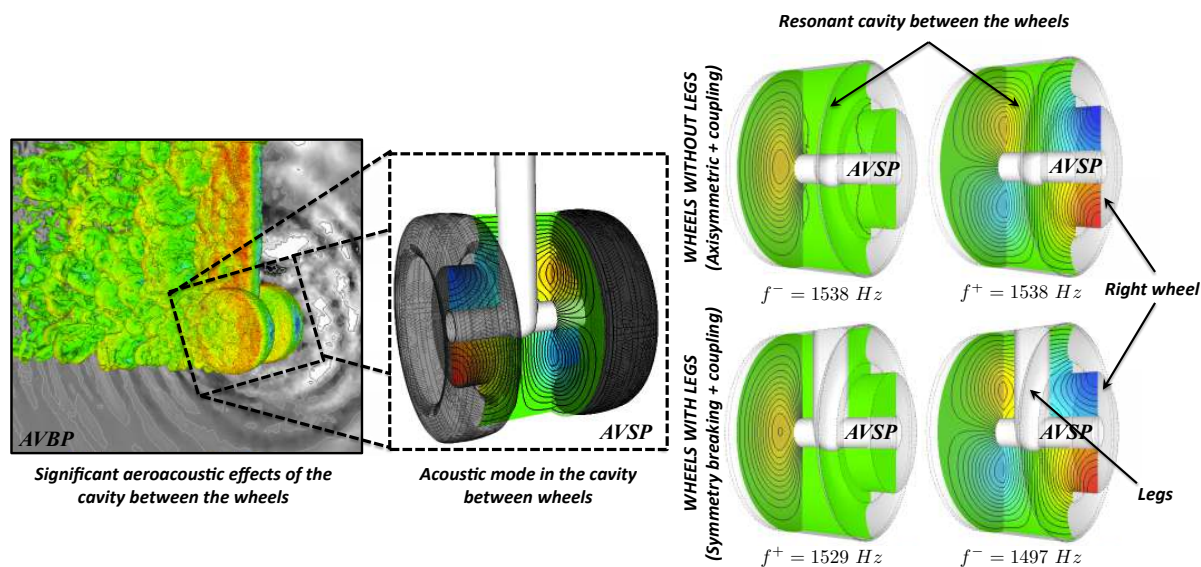 Resonant cavity between the wheels
WHEELS WITHOUT LEGS
(Axisymmetric + coupling)
AVSP
AVSP
f⁻ = 1538 Hz
f⁺ = 1538 Hz
Right wheel
AVBP
AVSP
Significant aeroacoustic effects of the
cavity between the wheels
Acoustic mode in the cavity
between wheels
WHEELS WITH LEGS
(Symmetry breaking + coupling)
AVSP
AVSP
Legs
f⁺ = 1529 Hz
f⁻ = 1497 Hz